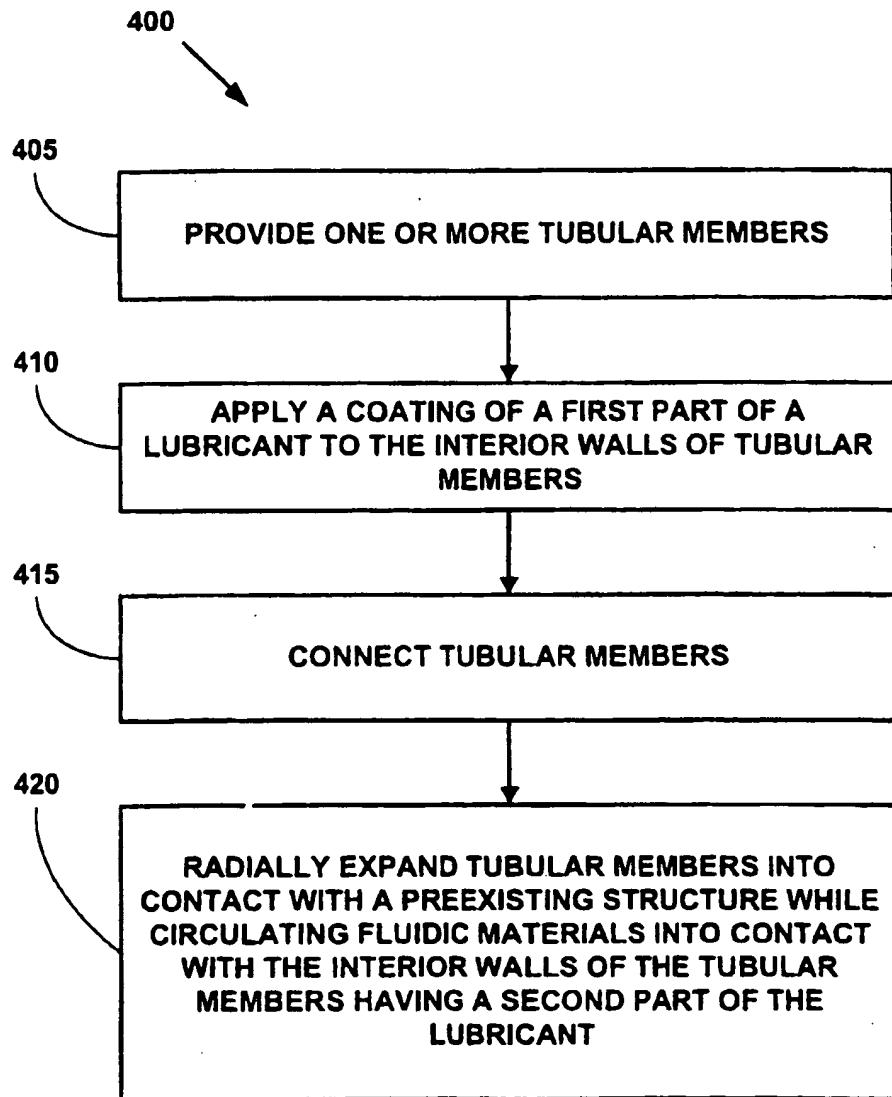 400
405
PROVIDE ONE OR MORE TUBULAR MEMBERS
410
APPLY A COATING OF A FIRST PART OF A
LUBRICANT TO THE INTERIOR WALLS OF TUBULAR
MEMBERS
415
CONNECT TUBULAR MEMBERS
420
RADIALLY EXPAND TUBULAR MEMBERS INTO
CONTACT WITH A PREEXISTING STRUCTURE WHILE
CIRCULATING FLUIDIC MATERIALS INTO CONTACT
WITH THE INTERIOR WALLS OF THE TUBULAR
MEMBERS HAVING A SECOND PART OF THE
LUBRICANT